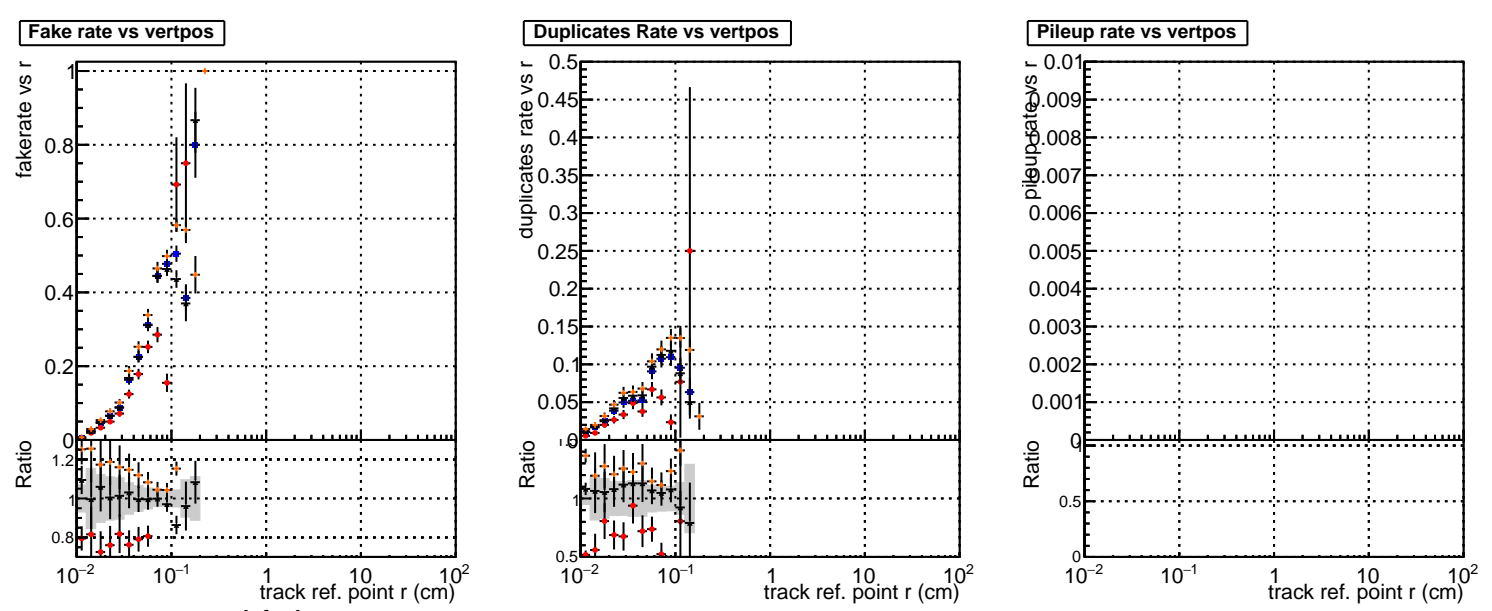 Fake rate vs vertpos
fakerate vs r
1
0.8
0.6
0.4
0.2
0
Ratio
1.2
1
0.8
10⁻² 10⁻¹ 1 10 10²
track ref. point r (cm)
Duplicates Rate vs vertpos
duplicates rate vs r
0.5
0.45
0.4
0.35
0.3
0.25
0.2
0.15
0.1
0.05
0
Ratio
1
0.5
10⁻² 10⁻¹ 1 10 10²
track ref. point r (cm)
Pileup rate vs vertpos
pileup rate vs r
0.01
0.009
0.008
0.007
0.006
0.005
0.004
0.003
0.002
0.001
0
Ratio
1
0.5
0
10⁻² 10⁻¹ 1 10 10²
track ref. point r (cm)